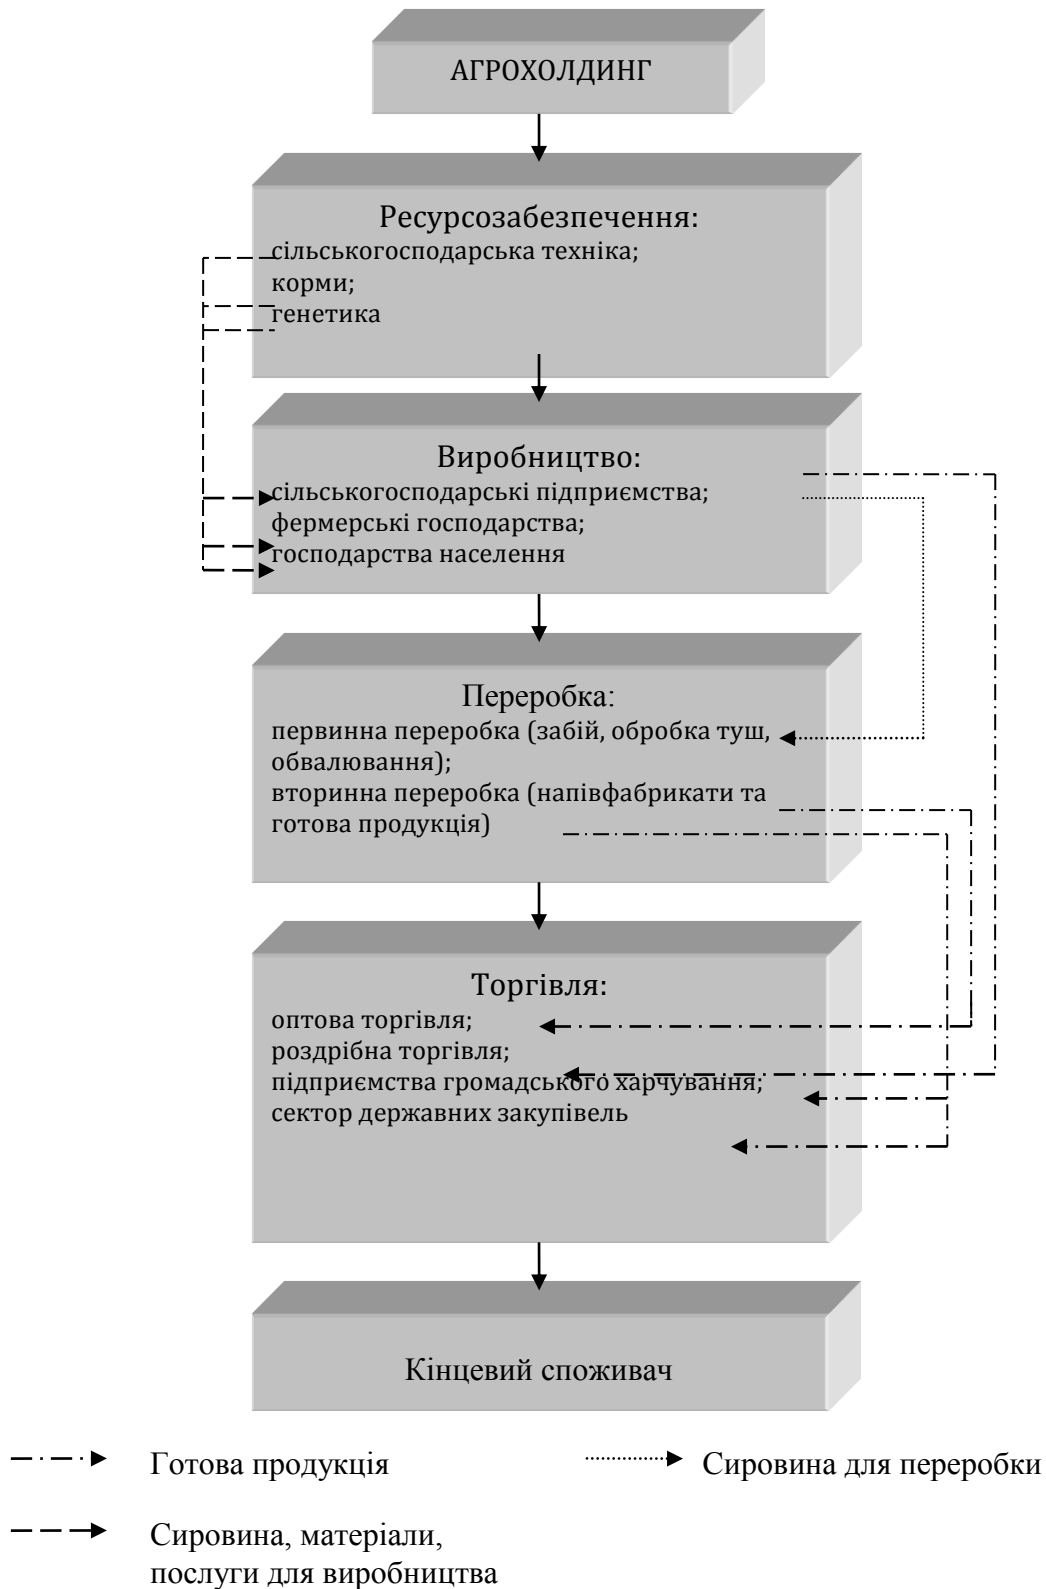 АГРОХОЛДИНГ
Ресурсозабезпечення:
сільськогосподарська техніка;
корми;
генетика
Виробництво:
сільськогосподарські підприємства;
фермерські господарства;
господарства населення
Переробка:
первинна переробка (забій, обробка туш,
обвалювання);
вторинна переробка (напівфабрикати та
готова продукція)
Торгівля:
оптова торгівля;
роздрібна торгівля;
підприємства громадського харчування;
сектор державних закупівель
Кінцевий споживач
Готова продукція
Сировина для переробки
Сировина, матеріали,
послуги для виробництва